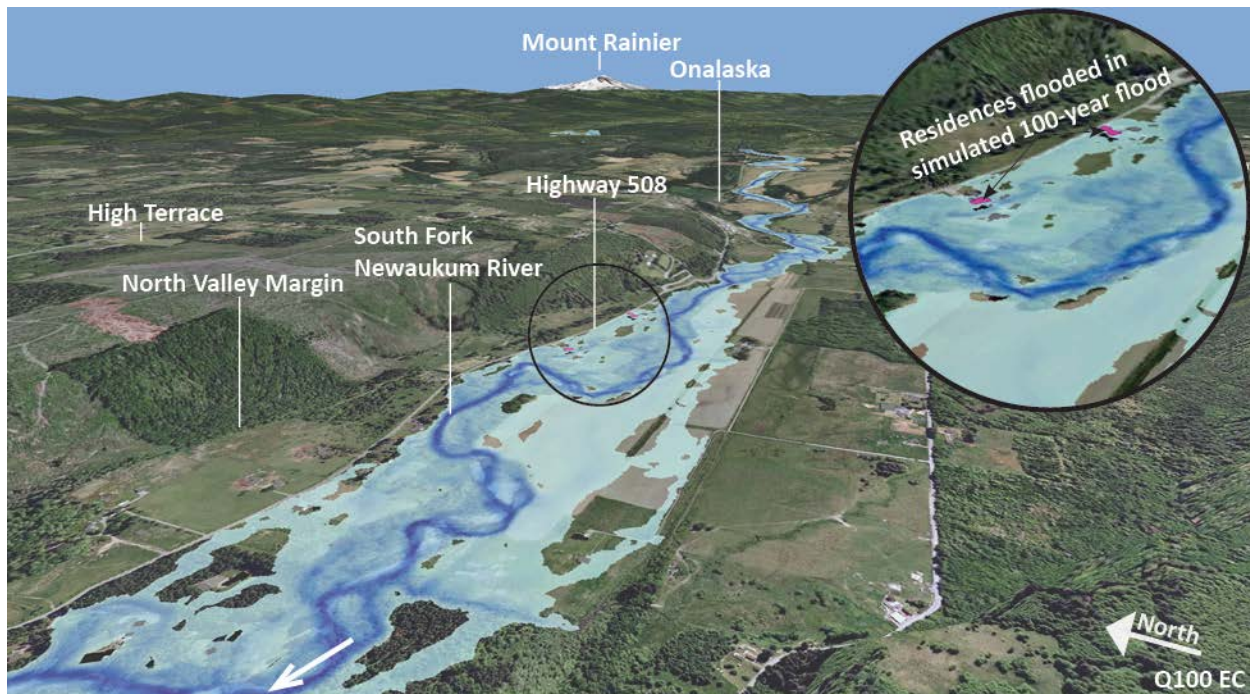 Mount Rainier
Onalaska
Residences flooded in
simulated 100-year flood
Highway 508
High Terrace
South Fork
Newaukum River
North Valley Margin
North
Q100 EC